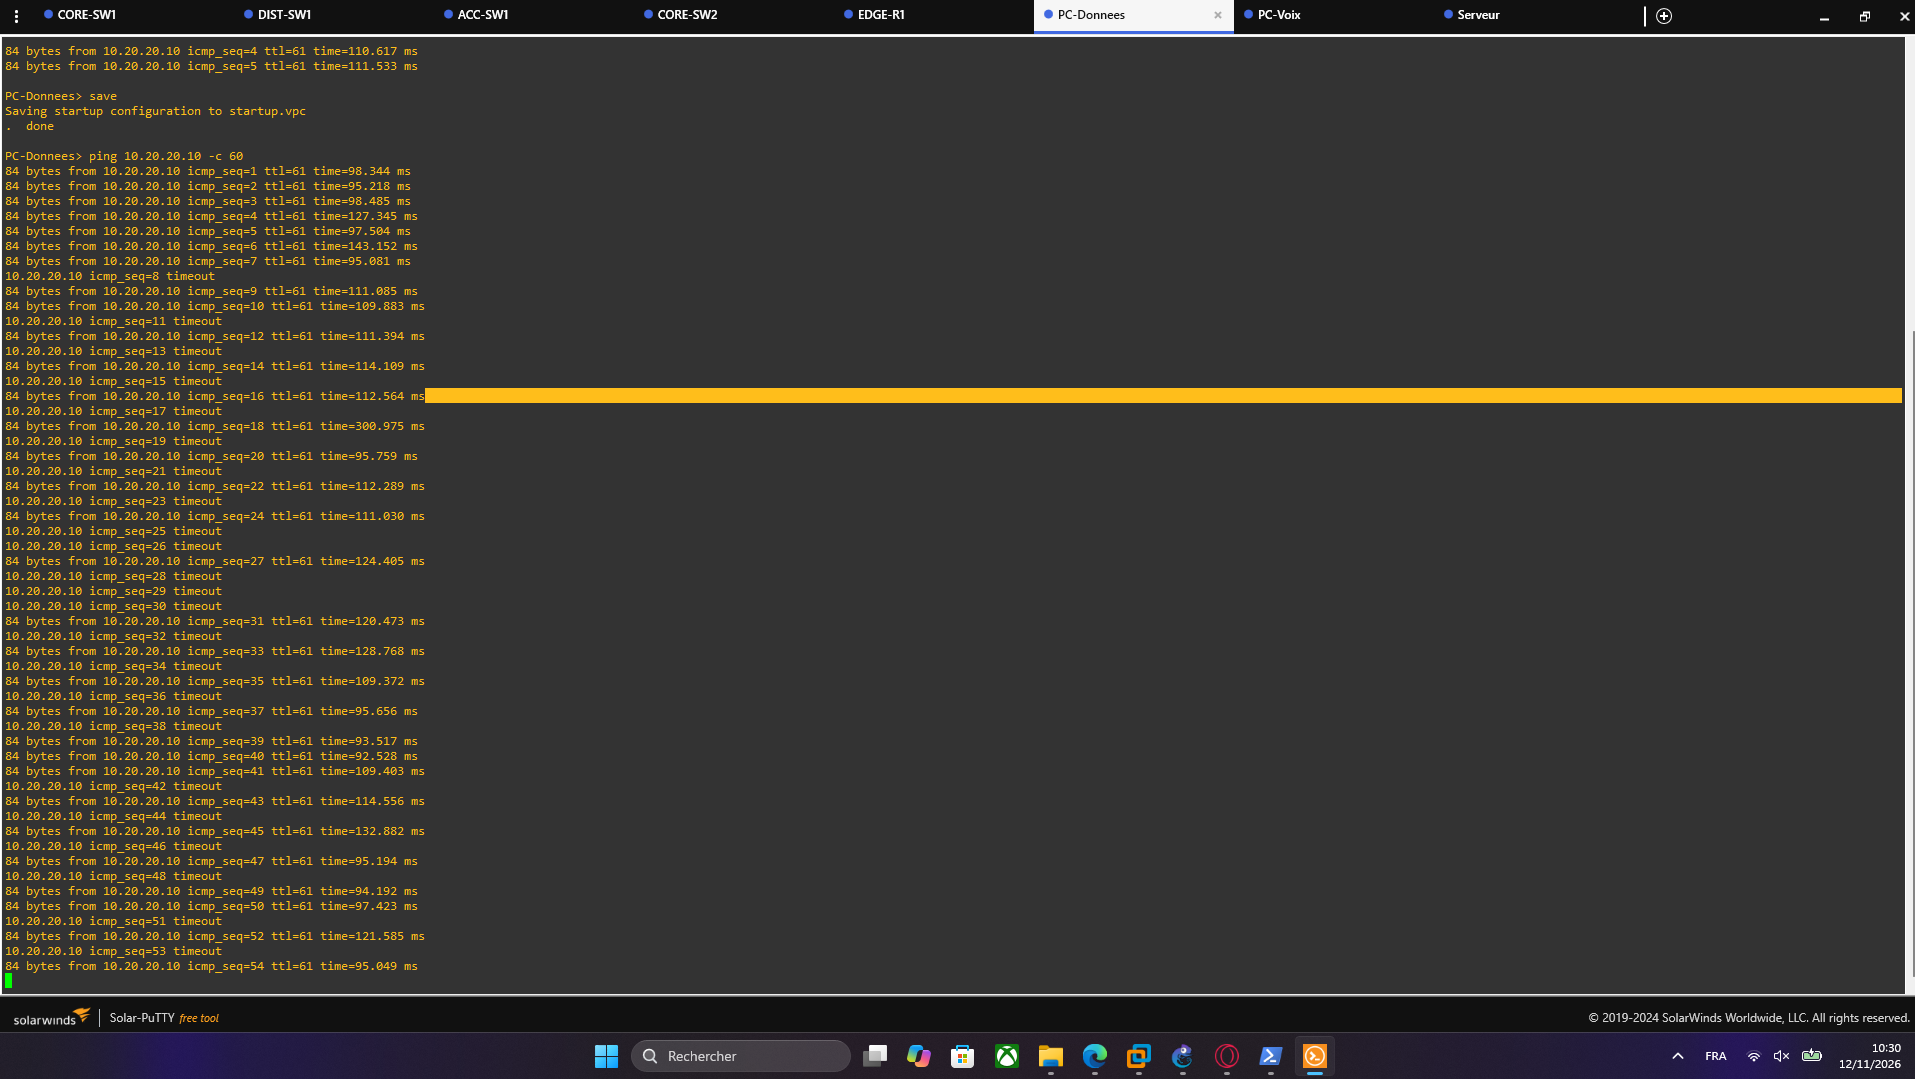 CORE-SW1 DIST-SW1 ACC-SW1 CORE-SW2 EDGE-R1 PC-Donnees PC-Voix Serveur
84 bytes from 10.20.20.10 icmp_seq=4 ttl=61 time=110.617 ms
84 bytes from 10.20.20.10 icmp_seq=5 ttl=61 time=111.533 ms
PC-Donnees> save
Saving startup configuration to startup.vpc
.  done
PC-Donnees> ping 10.20.20.10 -c 60
84 bytes from 10.20.20.10 icmp_seq=1 ttl=61 time=98.344 ms
84 bytes from 10.20.20.10 icmp_seq=2 ttl=61 time=95.218 ms
84 bytes from 10.20.20.10 icmp_seq=3 ttl=61 time=98.485 ms
84 bytes from 10.20.20.10 icmp_seq=4 ttl=61 time=127.345 ms
84 bytes from 10.20.20.10 icmp_seq=5 ttl=61 time=97.504 ms
84 bytes from 10.20.20.10 icmp_seq=6 ttl=61 time=143.152 ms
84 bytes from 10.20.20.10 icmp_seq=7 ttl=61 time=95.081 ms
10.20.20.10 icmp_seq=8 timeout
84 bytes from 10.20.20.10 icmp_seq=9 ttl=61 time=111.085 ms
84 bytes from 10.20.20.10 icmp_seq=10 ttl=61 time=109.883 ms
10.20.20.10 icmp_seq=11 timeout
84 bytes from 10.20.20.10 icmp_seq=12 ttl=61 time=111.394 ms
10.20.20.10 icmp_seq=13 timeout
84 bytes from 10.20.20.10 icmp_seq=14 ttl=61 time=114.109 ms
10.20.20.10 icmp_seq=15 timeout
84 bytes from 10.20.20.10 icmp_seq=16 ttl=61 time=112.564 ms
10.20.20.10 icmp_seq=17 timeout
84 bytes from 10.20.20.10 icmp_seq=18 ttl=61 time=300.975 ms
10.20.20.10 icmp_seq=19 timeout
84 bytes from 10.20.20.10 icmp_seq=20 ttl=61 time=95.759 ms
10.20.20.10 icmp_seq=21 timeout
84 bytes from 10.20.20.10 icmp_seq=22 ttl=61 time=112.289 ms
10.20.20.10 icmp_seq=23 timeout
84 bytes from 10.20.20.10 icmp_seq=24 ttl=61 time=111.030 ms
10.20.20.10 icmp_seq=25 timeout
10.20.20.10 icmp_seq=26 timeout
84 bytes from 10.20.20.10 icmp_seq=27 ttl=61 time=124.405 ms
10.20.20.10 icmp_seq=28 timeout
10.20.20.10 icmp_seq=29 timeout
10.20.20.10 icmp_seq=30 timeout
84 bytes from 10.20.20.10 icmp_seq=31 ttl=61 time=120.473 ms
10.20.20.10 icmp_seq=32 timeout
84 bytes from 10.20.20.10 icmp_seq=33 ttl=61 time=128.768 ms
10.20.20.10 icmp_seq=34 timeout
84 bytes from 10.20.20.10 icmp_seq=35 ttl=61 time=109.372 ms
10.20.20.10 icmp_seq=36 timeout
84 bytes from 10.20.20.10 icmp_seq=37 ttl=61 time=95.656 ms
10.20.20.10 icmp_seq=38 timeout
84 bytes from 10.20.20.10 icmp_seq=39 ttl=61 time=93.517 ms
84 bytes from 10.20.20.10 icmp_seq=40 ttl=61 time=92.528 ms
84 bytes from 10.20.20.10 icmp_seq=41 ttl=61 time=109.403 ms
10.20.20.10 icmp_seq=42 timeout
84 bytes from 10.20.20.10 icmp_seq=43 ttl=61 time=114.556 ms
10.20.20.10 icmp_seq=44 timeout
84 bytes from 10.20.20.10 icmp_seq=45 ttl=61 time=132.882 ms
10.20.20.10 icmp_seq=46 timeout
84 bytes from 10.20.20.10 icmp_seq=47 ttl=61 time=95.194 ms
10.20.20.10 icmp_seq=48 timeout
84 bytes from 10.20.20.10 icmp_seq=49 ttl=61 time=94.192 ms
84 bytes from 10.20.20.10 icmp_seq=50 ttl=61 time=97.423 ms
10.20.20.10 icmp_seq=51 timeout
84 bytes from 10.20.20.10 icmp_seq=52 ttl=61 time=121.585 ms
10.20.20.10 icmp_seq=53 timeout
84 bytes from 10.20.20.10 icmp_seq=54 ttl=61 time=95.049 ms
solarwinds Solar-PuTTY free tool © 2019-2024 SolarWinds Worldwide, LLC. All rights reserved.
Rechercher FRA 10:30
12/11/2026